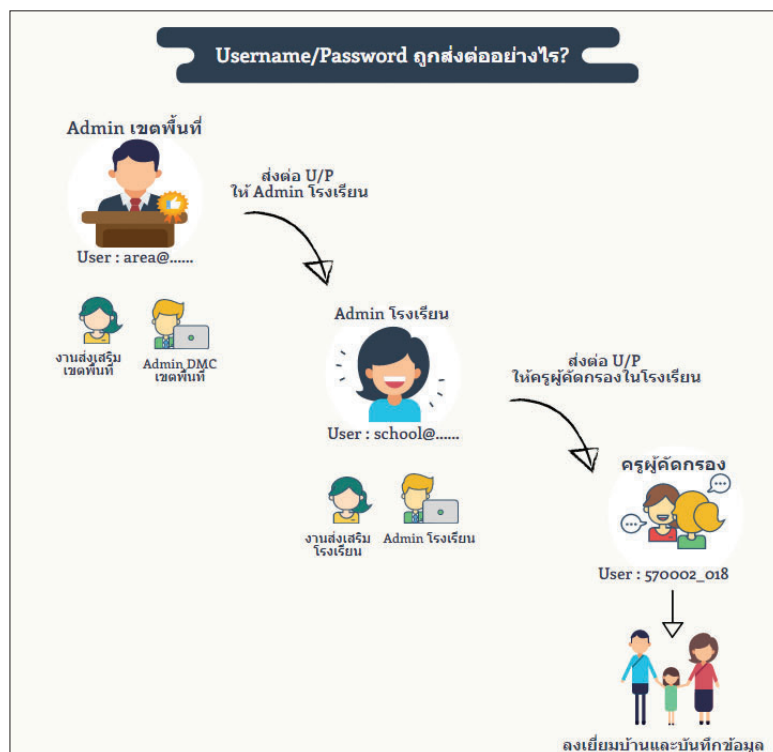 Username/Password ถูกส่งต่ออย่างไร?
Admin เขตพื้นที่
ส่งต่อ U/P
ให้ Admin โรงเรียน
User : area@......
งานส่งเสริม
เขตพื้นที่
Admin DMC
เขตพื้นที่
Admin โรงเรียน
ส่งต่อ U/P
ให้ครูผู้คัดกรองในโรงเรียน
User : school@......
งานส่งเสริม
โรงเรียน
Admin โรงเรียน
ครูผู้คัดกรอง
User : 570002_018
ลงเยี่ยมบ้านและบันทึกข้อมูล